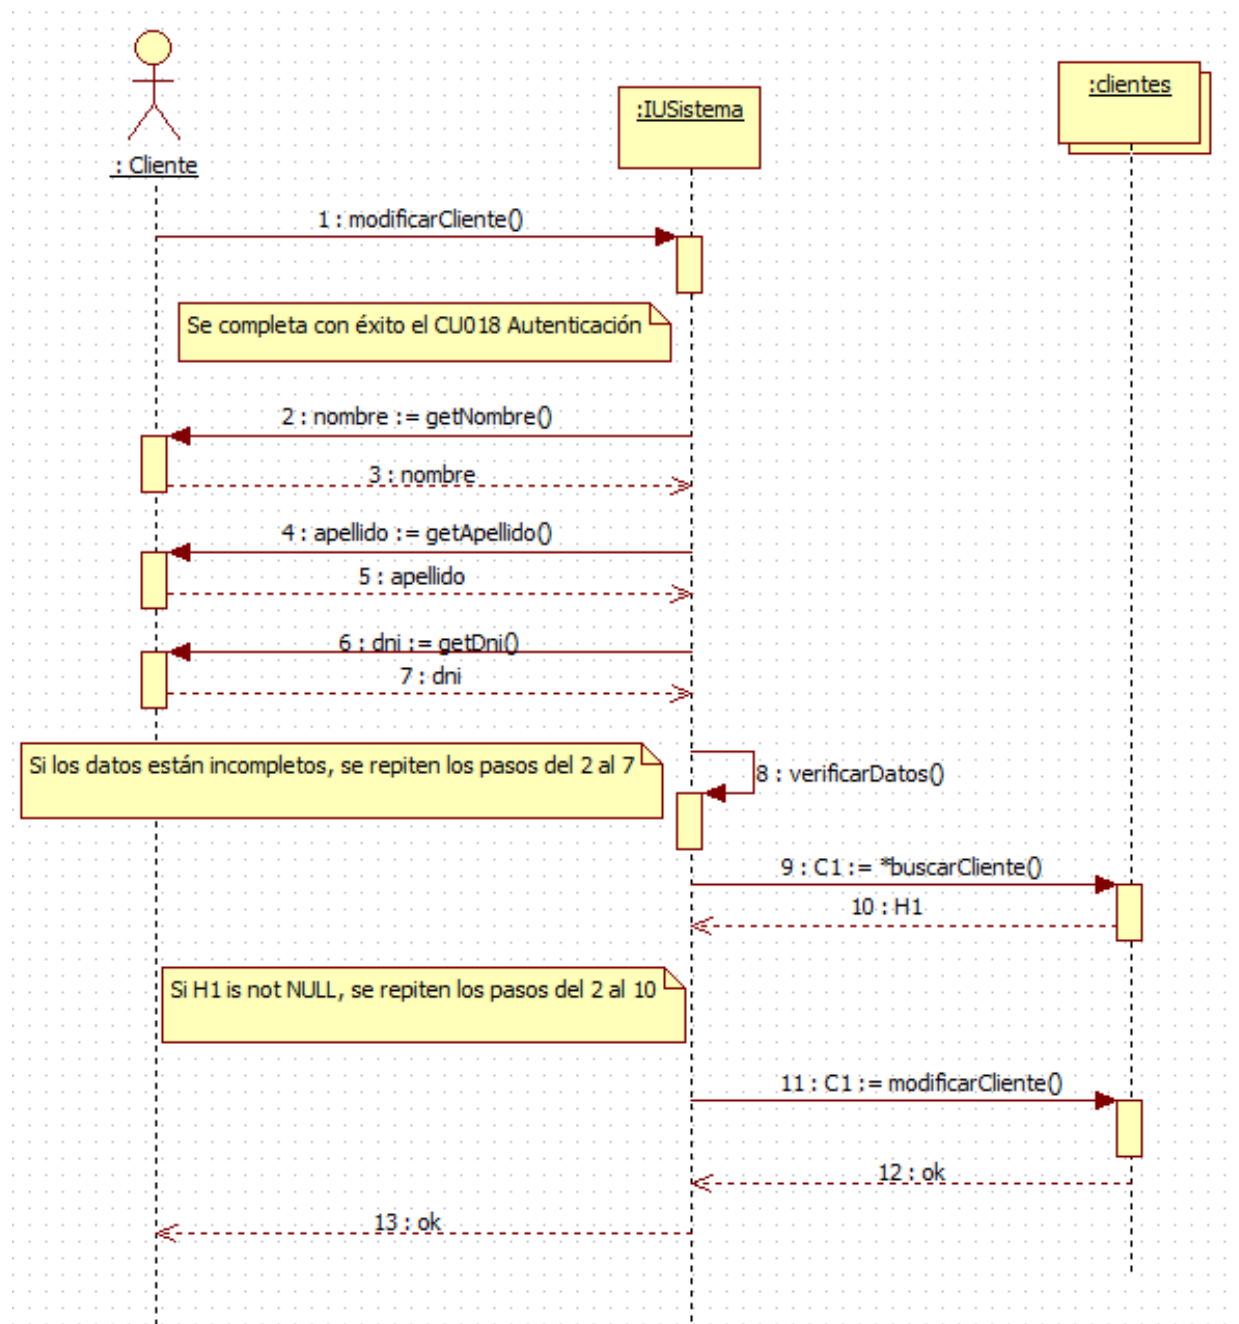 :clientes
:IUSistema
: Cliente
1 : modificarCliente()
Se completa con éxito el CU018 Autenticación
2 : nombre := getNombre()
3 : nombre
4 : apellido := getApellido()
5 : apellido
6 : dni := getDni()
7 : dni
Si los datos están incompletos, se repiten los pasos del 2 al 7
8 : verificarDatos()
9 : C1 := *buscarCliente()
10 : H1
Si H1 is not NULL, se repiten los pasos del 2 al 10
11 : C1 := modificarCliente()
12 : ok
13 : ok